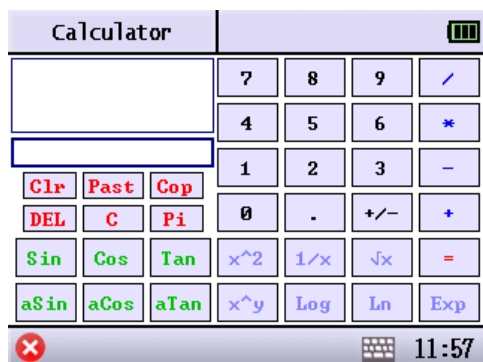 Calculator
7 8 9 /
4 5 6 *
1 2 3 −
Clr Past Cop
0 . +/− +
DEL C Pi
Sin Cos Tan x^2 1/x √x =
aSin aCos aTan x^y Log Ln Exp
11:57